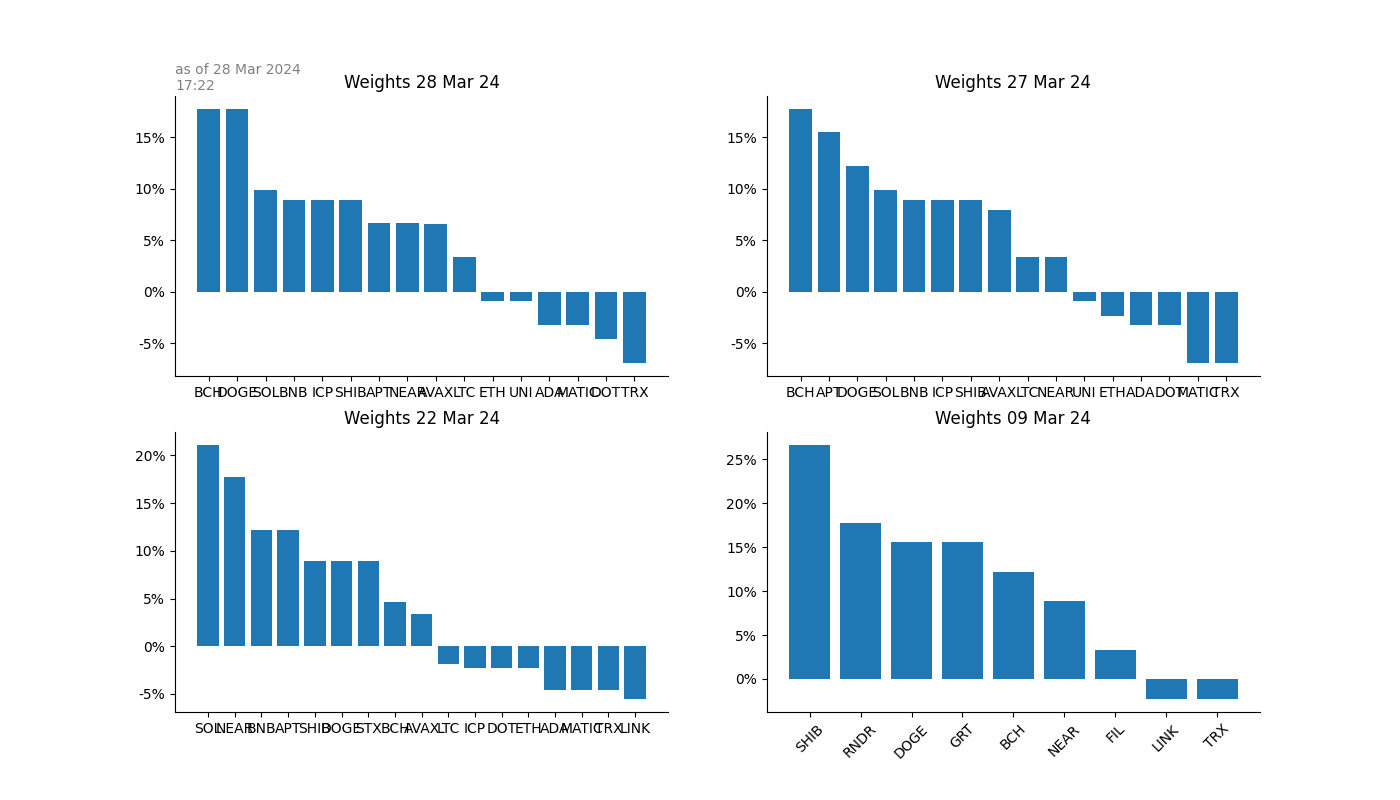 as of 28 Mar 2024
17:22
Weights 28 Mar 24
15%
10%
5%
0%
-5%
BCH DOGE SOL BNB ICP SHIB APT NEAR AVAX LTC ETH UNI ADA MATIC DOT TRX
Weights 27 Mar 24
15%
10%
5%
0%
-5%
BCH APT DOGE SOL BNB ICP SHIB AVAX LTC NEAR UNI ETH ADA DOT MATIC TRX
Weights 22 Mar 24
20%
15%
10%
5%
0%
-5%
SOL NEAR BNB APT SHIB DOGE STX BCH AVAX LTC ICP DOT ETH ADA MATIC TRX LINK
Weights 09 Mar 24
25%
20%
15%
10%
5%
0%
SHIB RNDR DOGE GRT BCH NEAR FIL LINK TRX